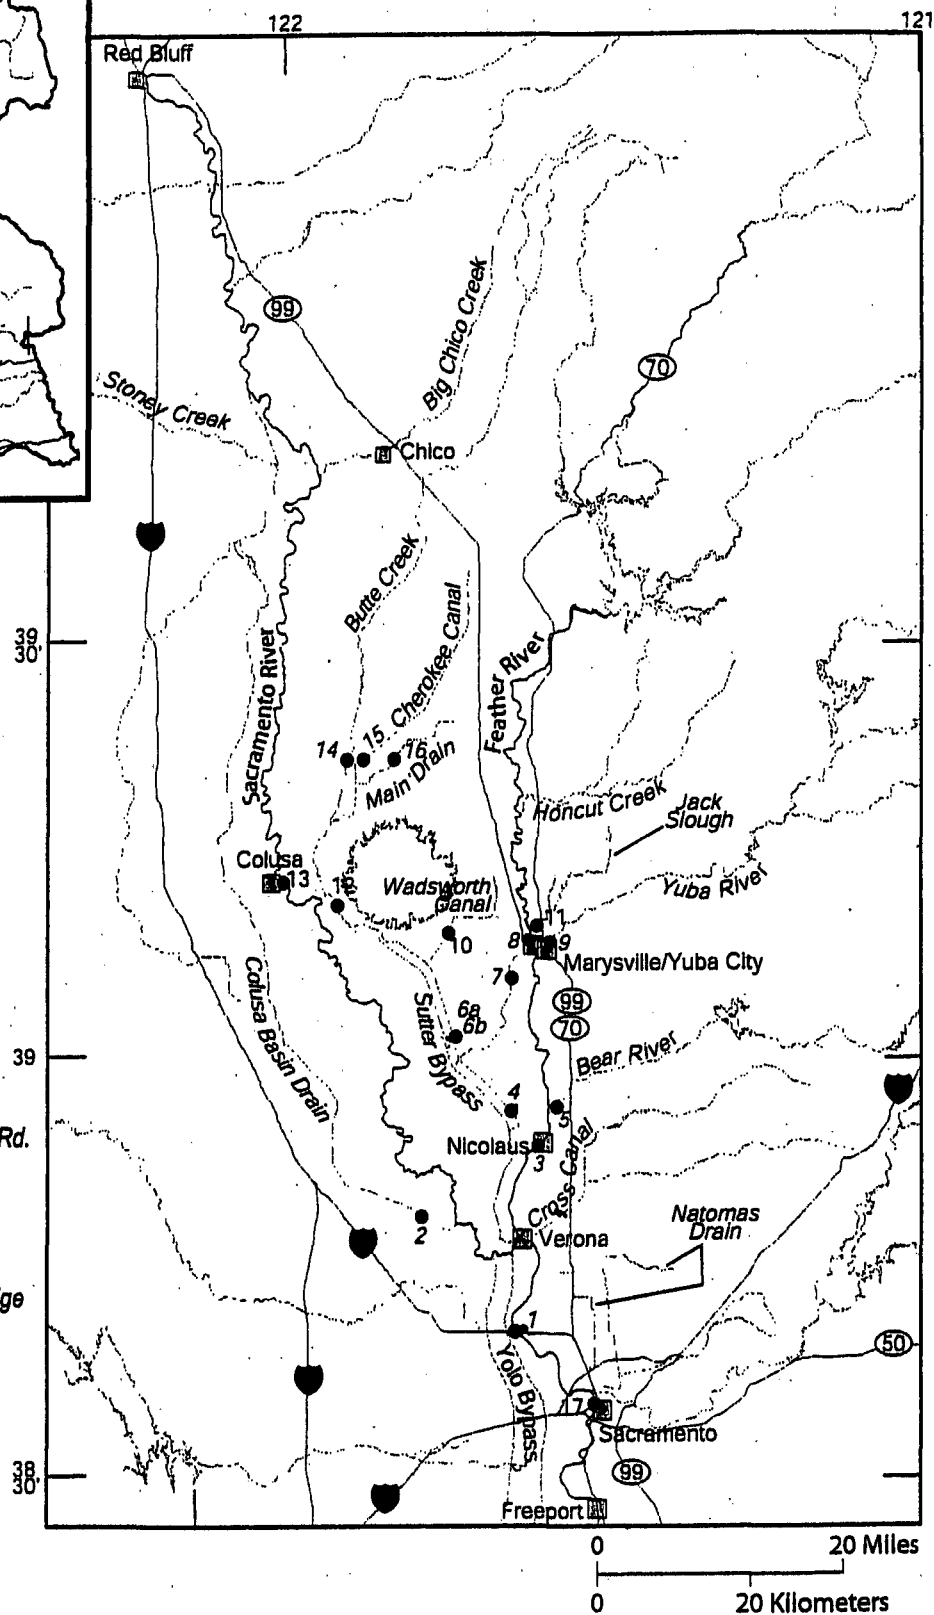 122
121
Red Bluff
99
Big Chico Creek
70
Stoney Creek
Chico
Butte Creek
Cherokee Canal
39
30'
Sacramento River
Feather River
14
15
16
Main Drain
Honcut Creek
Jack
Slough
Colusa
13
Wadsworth
Canal
Yuba River
11
8
9
10
Marysville/Yuba City
7
99
70
Colusa Basin Drain
Sutter Bypass
6a
6b
39
Bear River
4
5
Rd.
Nicolaus
3
Cross Canal
Natomas
Drain
2
Verona
ge
1
50
Yolo Bypass
Sacramento
38
30'
99
Freeport
0
20 Miles
0
20 Kilometers